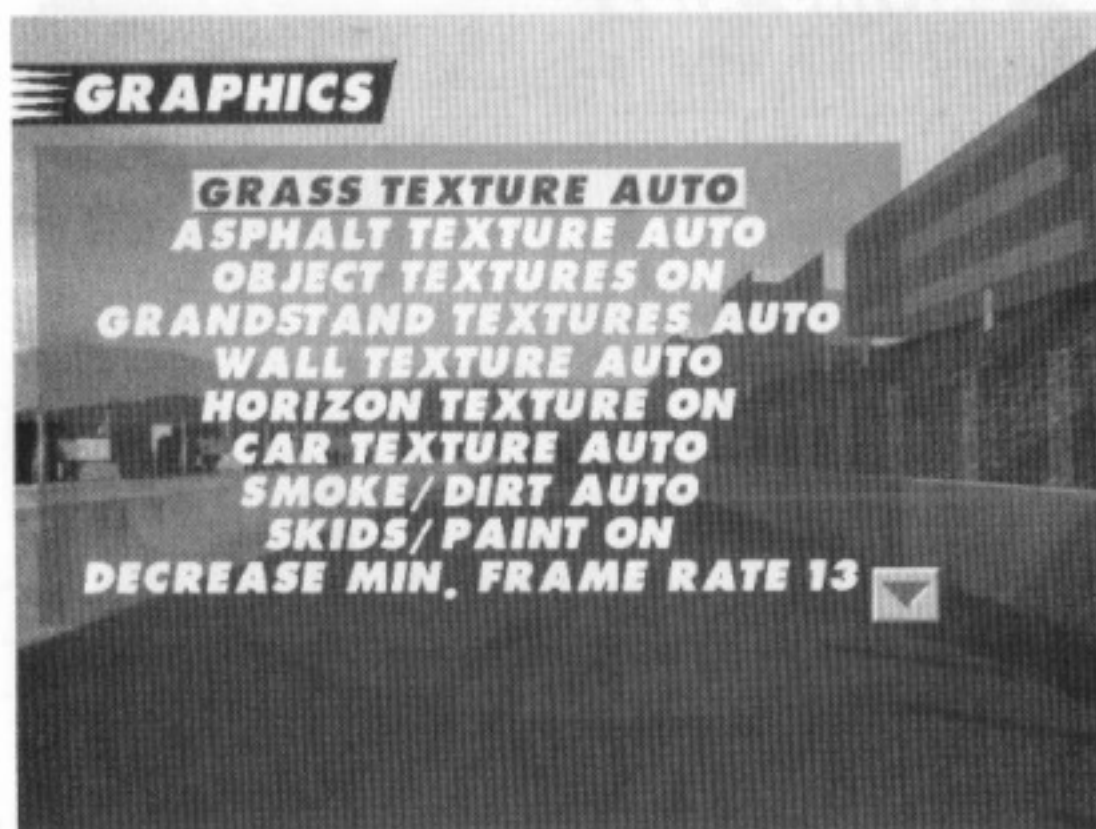 GRAPHICS
GRASS TEXTURE AUTO
ASPHALT TEXTURE AUTO
OBJECT TEXTURES ON
GRANDSTAND TEXTURES AUTO
WALL TEXTURE AUTO
HORIZON TEXTURE ON
CAR TEXTURE AUTO
SMOKE/DIRT AUTO
SKIDS/PAINT ON
DECREASE MIN. FRAME RATE 13